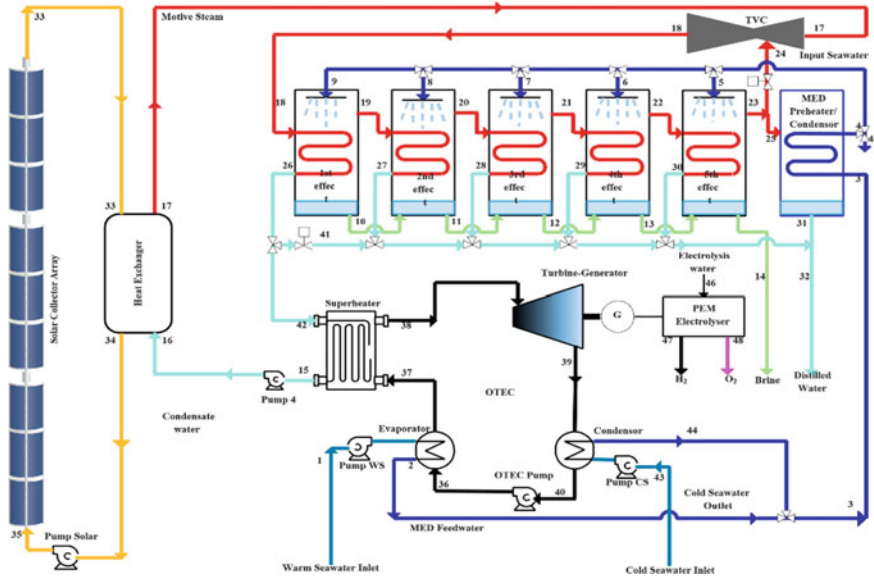 33
Motive Steam
18
TVC
17
24
Input Seawater
9
8
7
6
5
18
19
20
21
22
23
MED
Preheater/
Condensor
4
4
25
3
26
27
28
29
30
1st
effec
t
2nd
effec
t
3rd
effec
t
4th
effec
t
5th
effec
t
10
11
12
13
31
41
33
17
Heat Exchanger
Solar Collector Array
34
16
Superheater
42
38
15
37
Pump 4
Condensate
water
Turbine-Generator
G
39
Electrolysis
water
46
PEM
Electrolyser
47
48
H2
O2
14
Brine
32
Distilled
Water
OTEC
Evaporator
1
Pump WS
2
36
OTEC Pump
40
Condensor
44
Pump CS
43
Cold Seawater
Outlet
3
MED Feedwater
35
Pump Solar
Warm Seawater Inlet
Cold Seawater Inlet